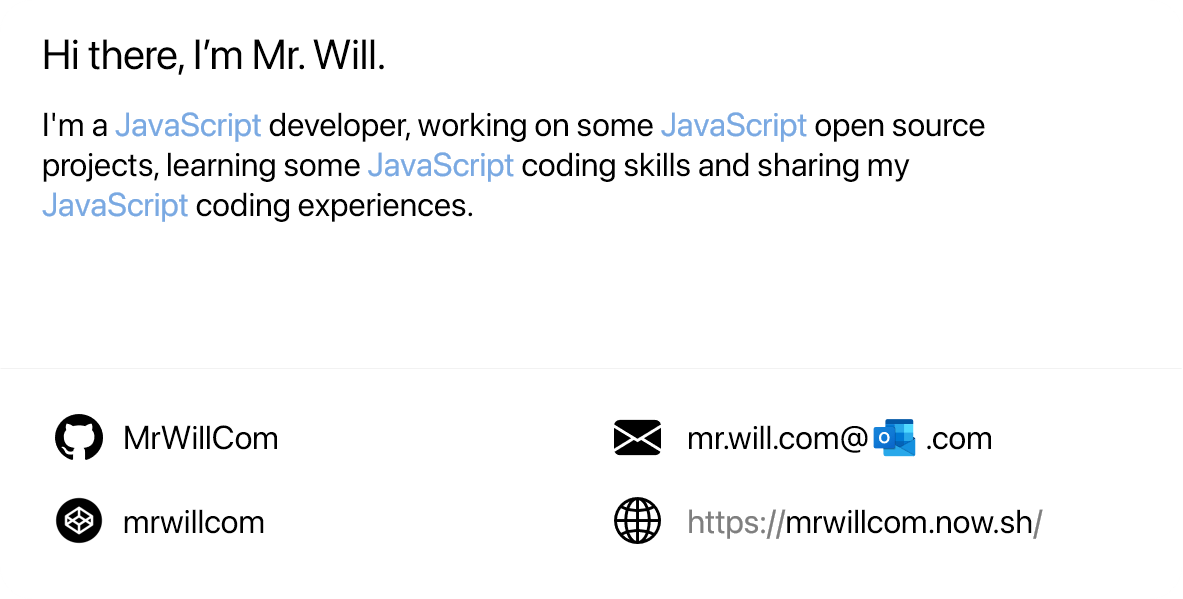 Hi there, I’m Mr. Will.
I'm a JavaScript developer, working on some JavaScript open source
projects, learning some JavaScript coding skills and sharing my
JavaScript coding experiences.
MrWillCom
mr.will.com@ O .com
mrwillcom
https://mrwillcom.now.sh/